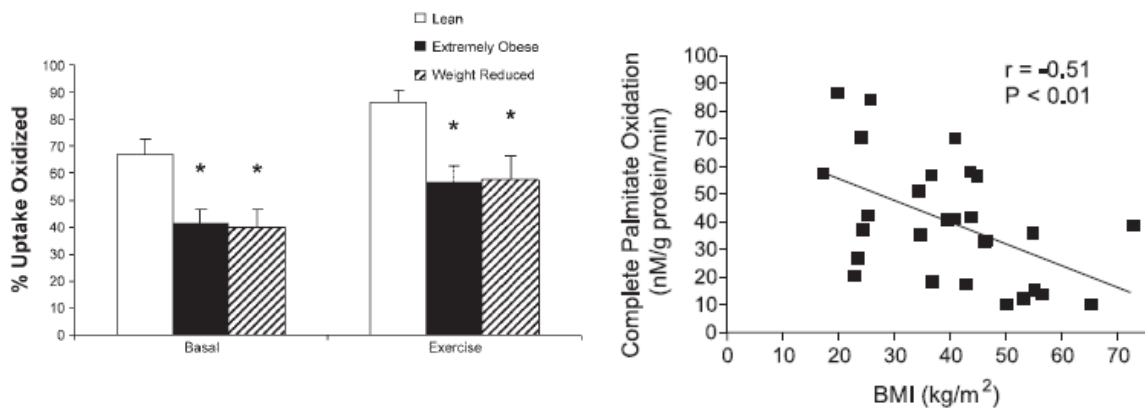 Lean
Extremely Obese
Weight Reduced
% Uptake Oxidized
100
90
80
70
60
50
40
30
20
10
0
*
*
*
*
Basal
Exercise
Complete Palmitate Oxidation
(nM/g protein/min)
100
90
80
70
60
50
40
30
20
10
0
r = -0.51
P < 0.01
0 10 20 30 40 50 60 70
BMI (kg/m²)